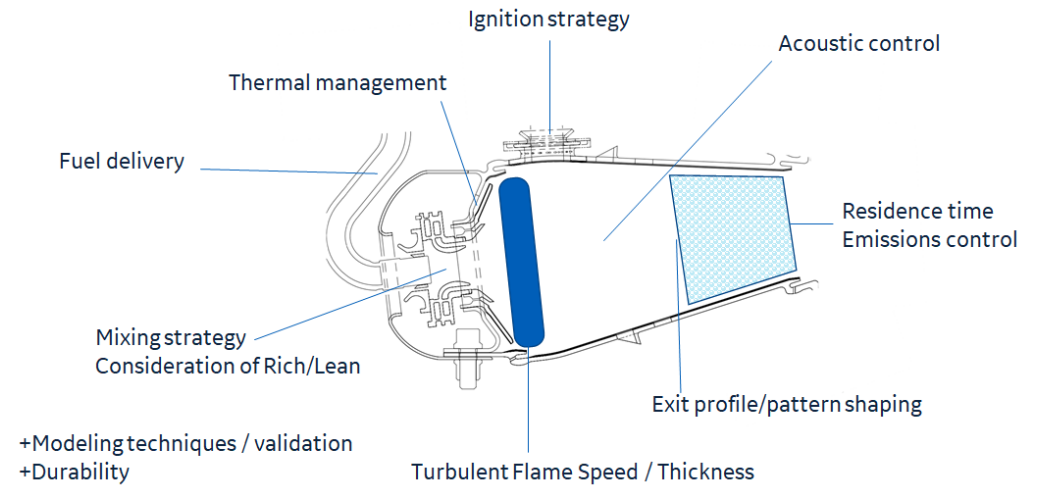 Ignition strategy
Acoustic control
Thermal management
Fuel delivery
Residence time
Emissions control
Mixing strategy
Consideration of Rich/Lean
Exit profile/pattern shaping
+Modeling techniques / validation
+Durability
Turbulent Flame Speed / Thickness